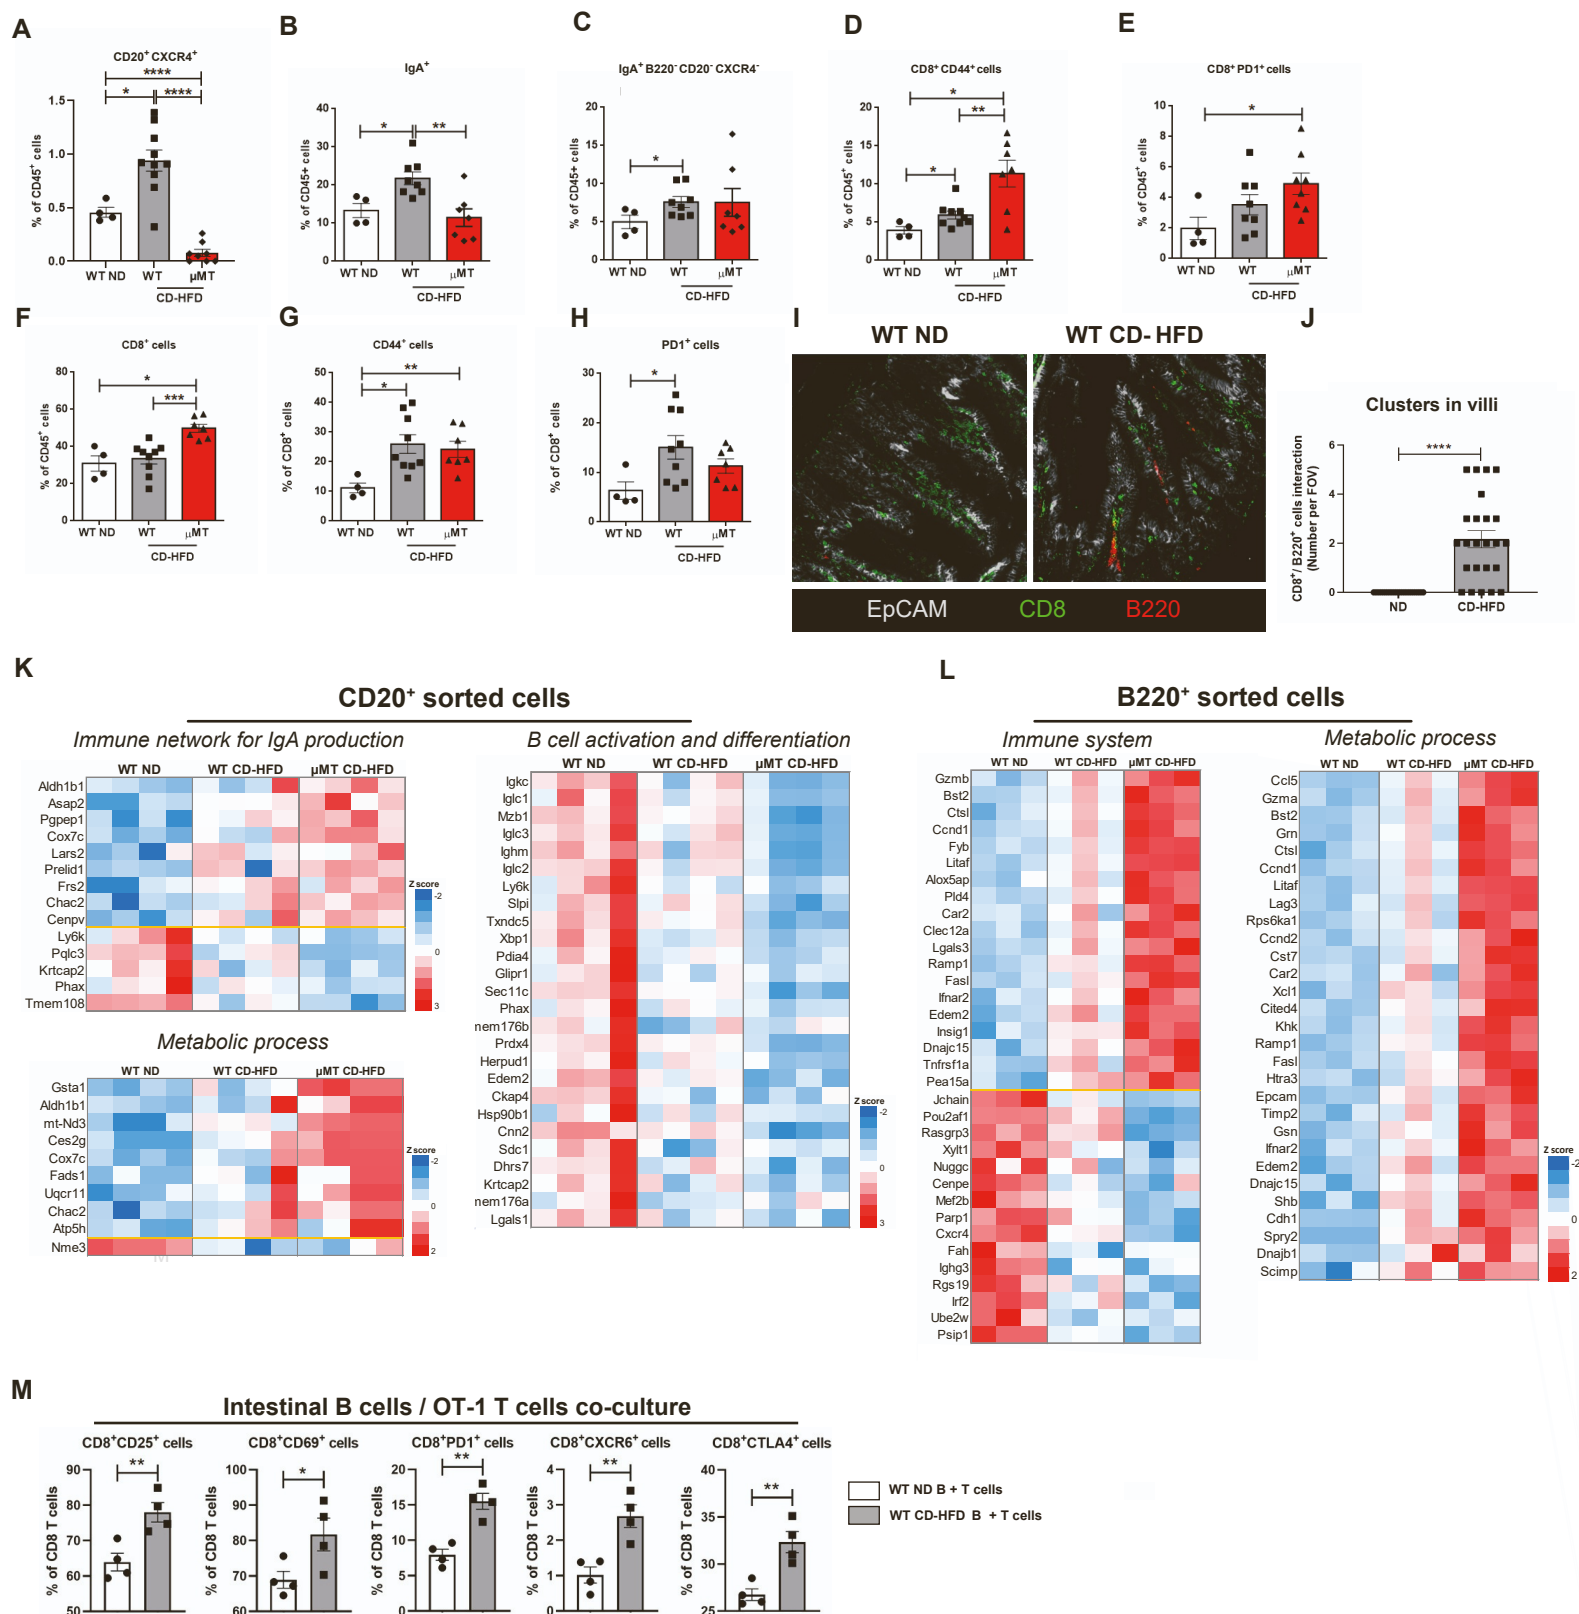 A
CD20⁺ CXCR4⁺
****
* ****
% of CD45⁺ cells
1.5
1.0
0.5
0.0
WT ND WT µMT
CD-HFD
B
IgA⁺
* **
% of CD45+ cells
40
30
20
10
0
WT ND WT µMT
CD-HFD
C
IgA⁺ B220⁻ CD20⁻ CXCR4⁻
*
% of CD45+ cells
20
15
10
5
0
WT ND WT µMT
CD-HFD
D
CD8⁺ CD44⁺ cells
*
**
*
% of CD45⁺ cells
20
15
10
5
0
WT ND WT µMT
CD-HFD
E
CD8⁺ PD1⁺ cells
*
% of CD45⁺ cells
10
8
6
4
2
0
WT ND WT µMT
CD-HFD
F
CD8⁺ cells
*
***
% of CD45⁺ cells
80
60
40
20
0
WT ND WT µMT
CD-HFD
G
CD44⁺ cells
**
*
% of CD8⁺ cells
50
40
30
20
10
0
WT ND WT µMT
CD-HFD
H
PD1⁺ cells
*
% of CD8⁺ cells
30
20
10
0
WT ND WT µMT
CD-HFD
I
WT ND WT CD-HFD
EpCAM CD8 B220
J
Clusters in villi
****
CD8⁺/ B220⁺ cells interaction
(Number per FOV)
6
4
2
0
ND CD-HFD
K
CD20⁺ sorted cells
Immune network for IgA production
WT ND WT CD-HFD µMT CD-HFD
Aldh1b1
Asap2
Pgpep1
Cox7c
Lars2
Prelid1
Frs2
Chac2
Cenpv
Ly6k
Pqlc3
Krtcap2
Phax
Tmem108
Z score
-2
0
3
Metabolic process
WT ND WT CD-HFD µMT CD-HFD
Gsta1
Aldh1b1
mt-Nd3
Ces2g
Cox7c
Fads1
Uqcr11
Chac2
Atp5h
Nme3
Z score
-2
0
2
B cell activation and differentiation
WT ND WT CD-HFD µMT CD-HFD
Igkc
Iglc1
Mzb1
Iglc3
Ighm
Iglc2
Ly6k
Slpi
Txndc5
Xbp1
Pdia4
Glipr1
Sec11c
Phax
nem176b
Prdx4
Herpud1
Edem2
Ckap4
Hsp90b1
Cnn2
Sdc1
Dhrs7
Krtcap2
nem176a
Lgals1
Z score
-2
0
3
L
B220⁺ sorted cells
Immune system
WT ND WT CD-HFD µMT CD-HFD
Gzmb
Bst2
Ctsl
Ccnd1
Fyb
Litaf
Alox5ap
Pld4
Car2
Clec12a
Lgals3
Ramp1
Fasl
Ifnar2
Edem2
Insig1
Dnajc15
Tnfrsf1a
Pea15a
Jchain
Pou2af1
Rasgrp3
Xylt1
Nuggc
Cenpe
Mef2b
Parp1
Cxcr4
Fah
Ighg3
Rgs19
Irf2
Ube2w
Psip1
Metabolic process
WT ND WT CD-HFD µMT CD-HFD
Ccl5
Gzma
Bst2
Grn
Ctsl
Ccnd1
Litaf
Lag3
Rps6ka1
Ccnd2
Cst7
Car2
Xcl1
Cited4
Khk
Ramp1
Fasl
Htra3
Epcam
Timp2
Gsn
Ifnar2
Edem2
Dnajc15
Shb
Cdh1
Spry2
Dnajb1
Scimp
Z score
-2
0
2
M
Intestinal B cells / OT-1 T cells co-culture
CD8⁺CD25⁺ cells
**
% of CD8 T cells
90
80
70
60
50
CD8⁺CD69⁺ cells
*
% of CD8 T cells
100
90
80
70
60
CD8⁺PD1⁺ cells
**
% of CD8 T cells
20
15
10
5
0
CD8⁺CXCR6⁺ cells
**
% of CD8 T cells
4
3
2
1
0
CD8⁺CTLA4⁺ cells
**
% of CD8 T cells
40
35
30
25
WT ND B + T cells
WT CD-HFD B + T cells